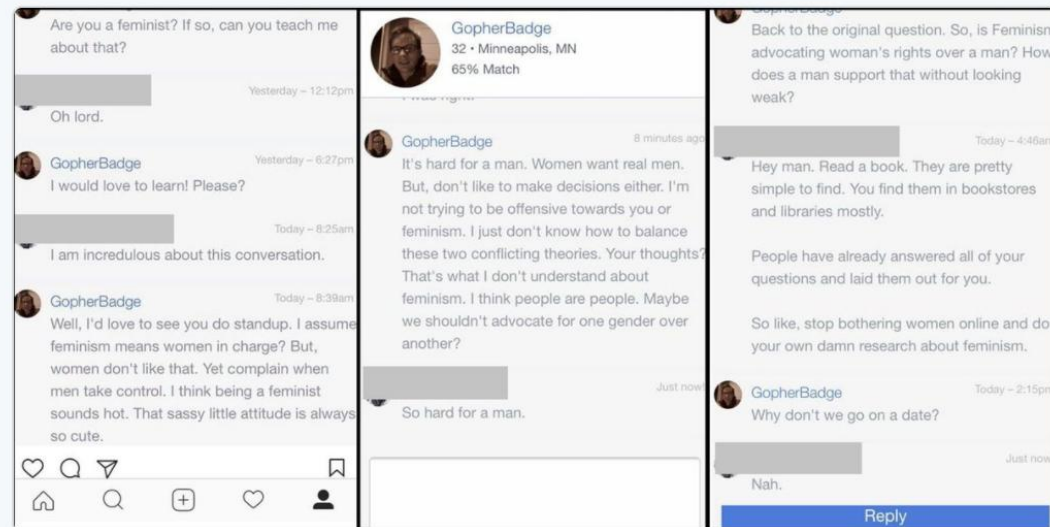 Are you a feminist? If so, can you teach me
about that?
Yesterday – 12:12pm
Oh lord.
GopherBadge
Yesterday – 6:27pm
I would love to learn! Please?
Today – 8:25am
I am incredulous about this conversation.
GopherBadge
Today – 8:39am
Well, I'd love to see you do standup. I assume
feminism means women in charge? But,
women don't like that. Yet complain when
men take control. I think being a feminist
sounds hot. That sassy little attitude is always
so cute.
GopherBadge
32 • Minneapolis, MN
65% Match
GopherBadge
8 minutes ago
It's hard for a man. Women want real men.
But, don't like to make decisions either. I'm
not trying to be offensive towards you or
feminism. I just don't know how to balance
these two conflicting theories. Your thoughts?
That's what I don't understand about
feminism. I think people are people. Maybe
we shouldn't advocate for one gender over
another?
Just now!
So hard for a man.
Back to the original question. So, is Feminism
advocating woman's rights over a man? How
does a man support that without looking
weak?
Today – 4:46am
Hey man. Read a book. They are pretty
simple to find. You find them in bookstores
and libraries mostly.
People have already answered all of your
questions and laid them out for you.
So like, stop bothering women online and do
your own damn research about feminism.
GopherBadge
Today – 2:15pm
Why don't we go on a date?
Just now
Nah.
Reply